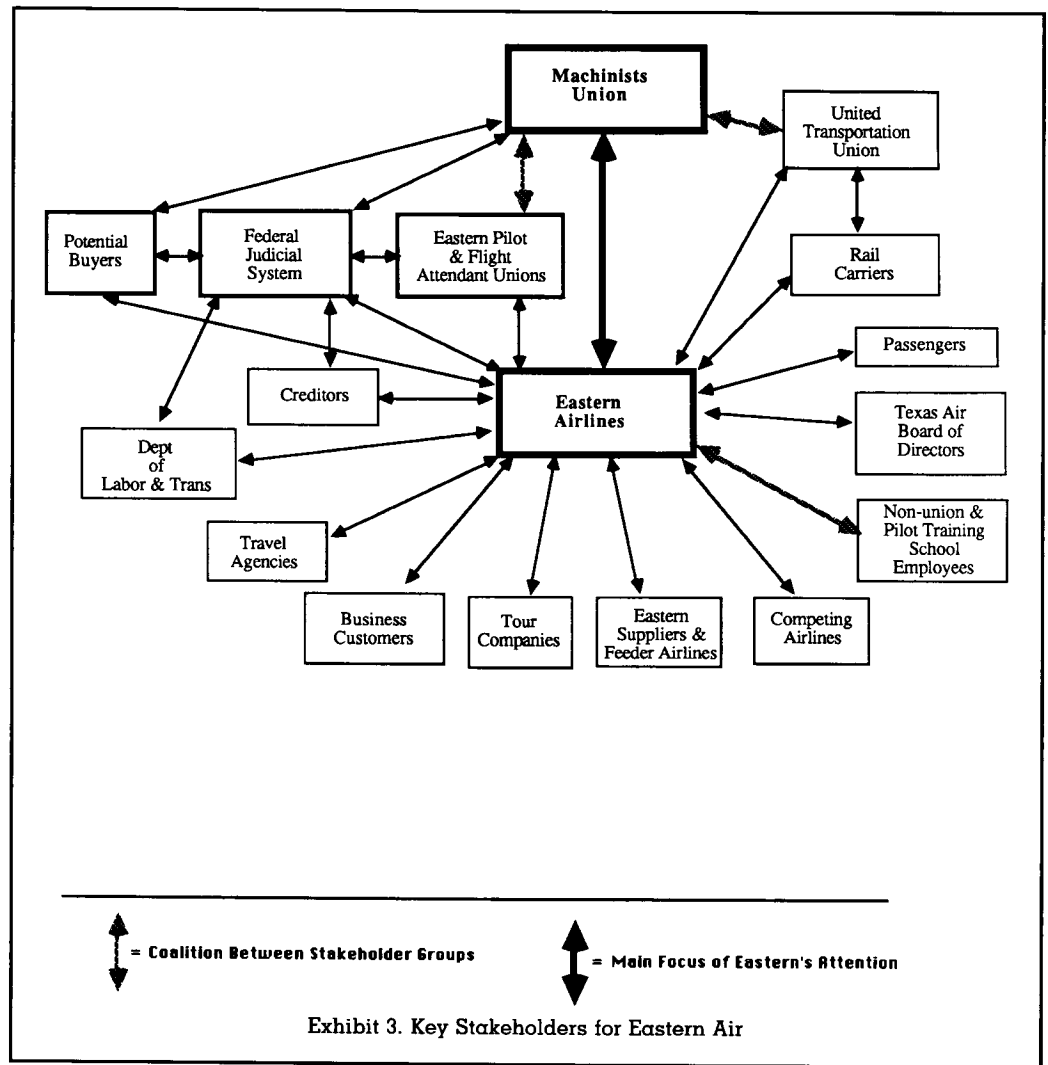 Machinists
Union
United
Transportation
Union
Potential
Buyers
Federal
Judicial
System
Eastern Pilot
& Flight
Attendant Unions
Rail
Carriers
Passengers
Creditors
Eastern
Airlines
Texas Air
Board of
Directors
Dept
of
Labor & Trans
Non-union &
Pilot Training
School
Employees
Travel
Agencies
Business
Customers
Tour
Companies
Eastern
Suppliers &
Feeder Airlines
Competing
Airlines
= Coalition Between Stakeholder Groups
= Main Focus of Eastern's Attention
Exhibit 3. Key Stakeholders for Eastern Air